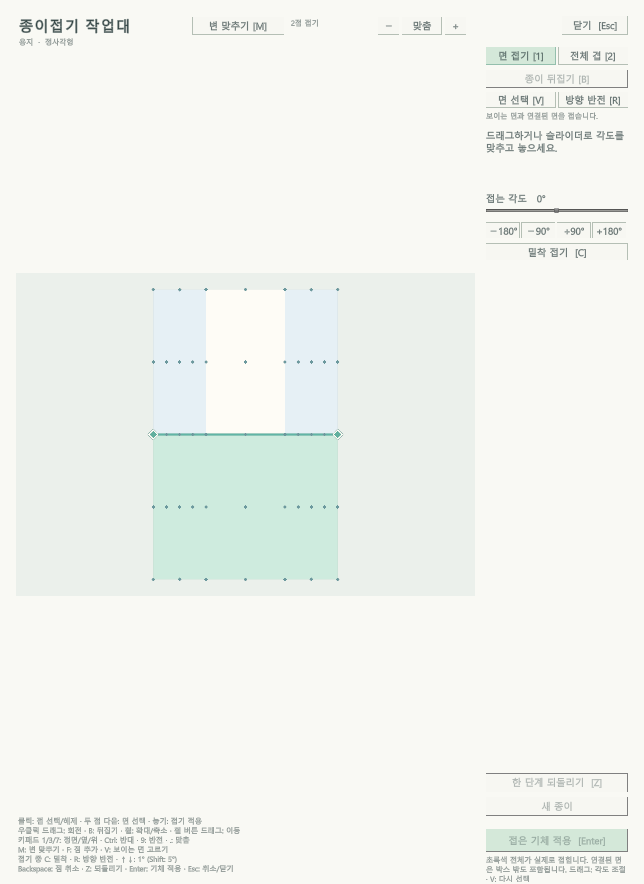 종이접기 작업대
용지 · 정사각형
변 맞추기 [M]
2점 접기
−
맞춤
+
닫기 [Esc]
면 접기 [1]
전체 겹 [2]
종이 뒤집기 [B]
면 선택 [V]
방향 반전 [R]
보이는 면과 연결된 면을 접습니다.
드래그하거나 슬라이더로 각도를
맞추고 놓으세요.
접는 각도 0°
−180°
−90°
+90°
+180°
밀착 접기 [C]
한 단계 되돌리기 [Z]
새 종이
접은 기체 적용 [Enter]
초록색 전체가 실제로 접힙니다. 연결된 면
은 박스 밖도 포함됩니다. 드래그: 각도 조절
· V: 다시 선택
클릭: 점 선택/해제 · 두 점 다음: 면 선택 · 놓기: 접기 적용
우클릭 드래그: 회전 · B: 뒤집기 · 휠: 확대/축소 · 휠 버튼 드래그: 이동
키패드 1/3/7: 정면/옆/위 · Ctrl: 반대 · 9: 반전 · .: 맞춤
M: 변 맞추기 · F: 점 추가 · V: 보이는 면 고르기
접기 중 C: 밀착 · R: 방향 반전 · ↑ ↓: 1° (Shift: 5°)
Backspace: 점 취소 · Z: 되돌리기 · Enter: 기체 적용 · Esc: 취소/닫기